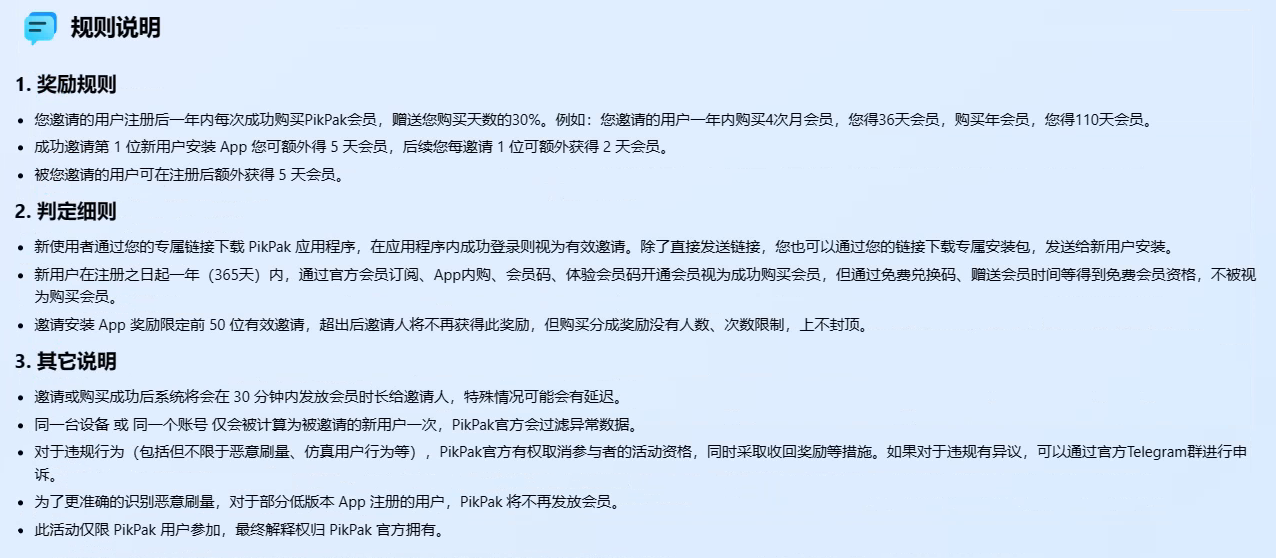 规则说明
1. 奖励规则
• 您邀请的用户注册后一年内每次成功购买PikPak会员，赠送您购买天数的30%。例如：您邀请的用户一年内购买4次月会员，您得36天会员，购买年会员，您得110天会员。
• 成功邀请第 1 位新用户安装 App 您可额外得 5 天会员，后续您每邀请 1 位可额外获得 2 天会员。
• 被您邀请的用户可在注册后额外获得 5 天会员。
2. 判定细则
• 新使用者通过您的专属链接下载 PikPak 应用程序，在应用程序内成功登录则视为有效邀请。除了直接发送链接，您也可以通过您的链接下载专属安装包，发送给新用户安装。
• 新用户在注册之日起一年（365天）内，通过官方会员订阅、App内购、会员码、体验会员码开通会员视为成功购买会员，但通过免费兑换码、赠送会员时间等得到免费会员资格，不被视
为购买会员。
• 邀请安装 App 奖励限定前 50 位有效邀请，超出后邀请人将不再获得此奖励，但购买分成奖励没有人数、次数限制，上不封顶。
3. 其它说明
• 邀请或购买成功后系统将会在 30 分钟内发放会员时长给邀请人，特殊情况可能会有延迟。
• 同一台设备 或 同一个账号 仅会被计算为被邀请的新用户一次，PikPak官方会过滤异常数据。
• 对于违规行为（包括但不限于恶意刷量、仿真用户行为等），PikPak官方有权取消参与者的活动资格，同时采取收回奖励等措施。如果对于违规有异议，可以通过官方Telegram群进行申
诉。
• 为了更准确的识别恶意刷量，对于部分低版本 App 注册的用户，PikPak 将不再发放会员。
• 此活动仅限 PikPak 用户参加，最终解释权归 PikPak 官方拥有。